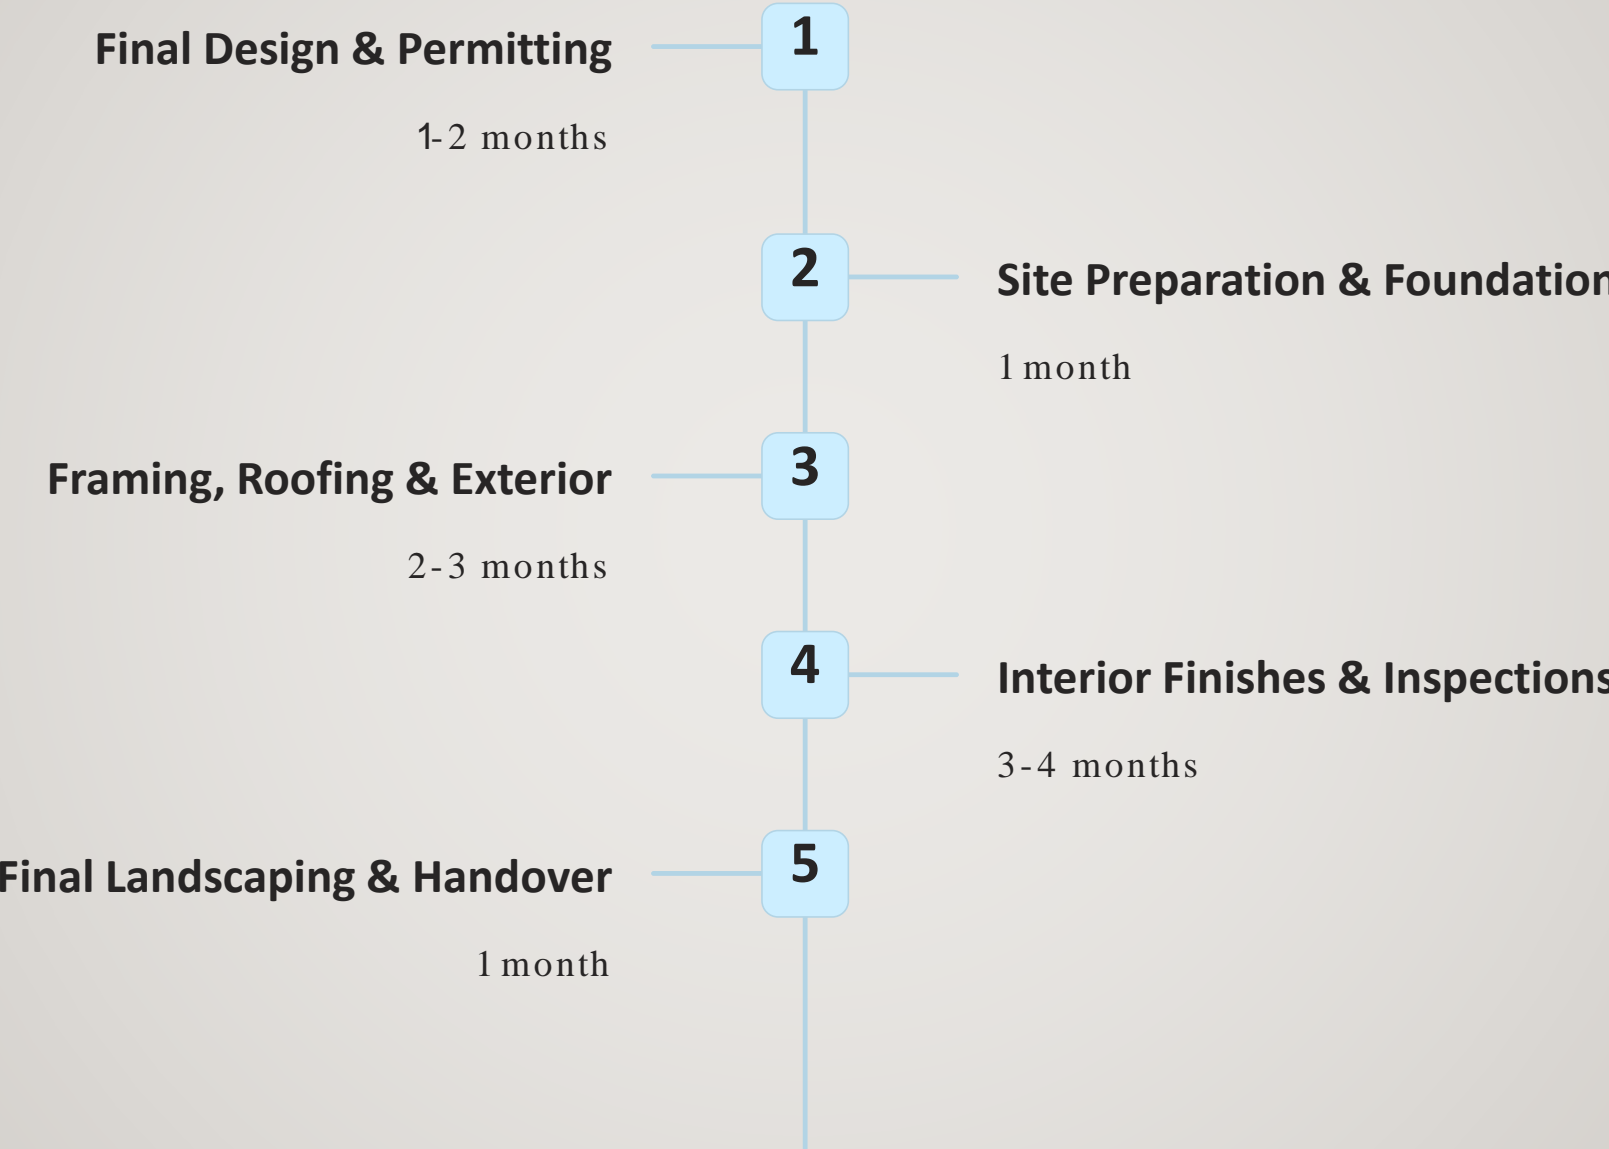 1
Final Design & Permitting
1-2 months
2
Site Preparation & Foundation
1 month
3
Framing, Roofing & Exterior
2-3 months
4
Interior Finishes & Inspections
3-4 months
5
Final Landscaping & Handover
1 month